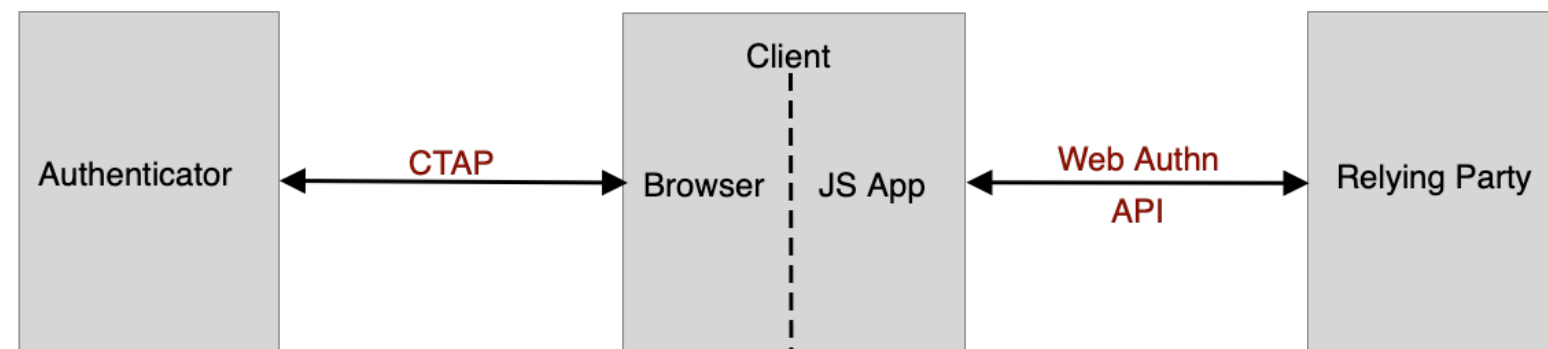 Authenticator
CTAP
Client
Browser
JS App
Web Authn
API
Relying Party